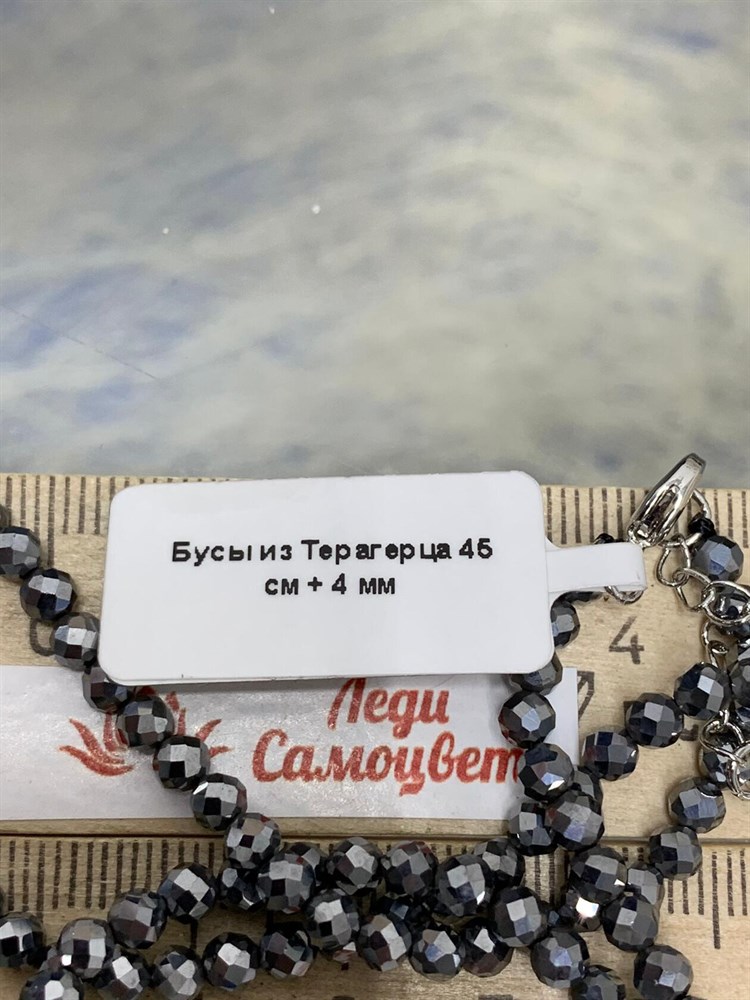 Бусы из Терагерца 45
см + 4 мм
4
Леди
Самоцвет